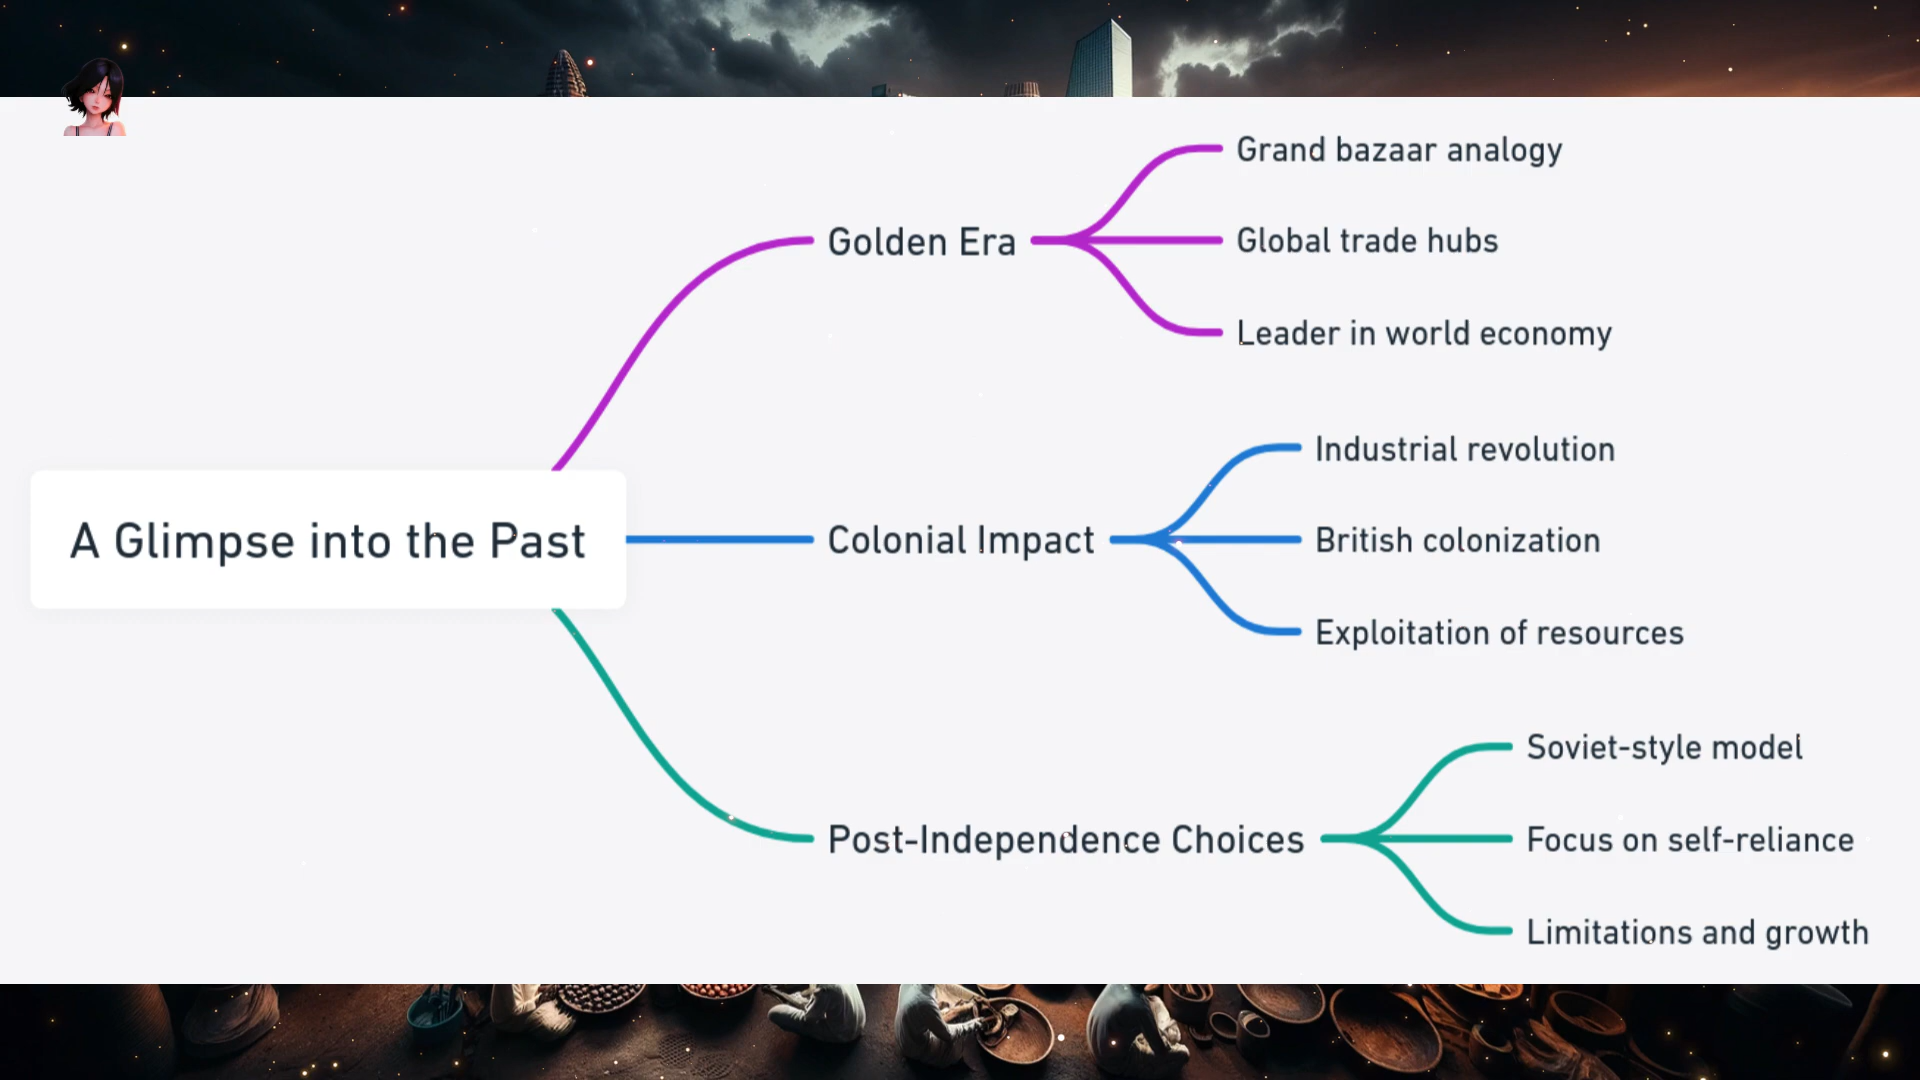 A Glimpse into the Past
Golden Era
Grand bazaar analogy
Global trade hubs
Leader in world economy
Colonial Impact
Industrial revolution
British colonization
Exploitation of resources
Post-Independence Choices
Soviet-style model
Focus on self-reliance
Limitations and growth